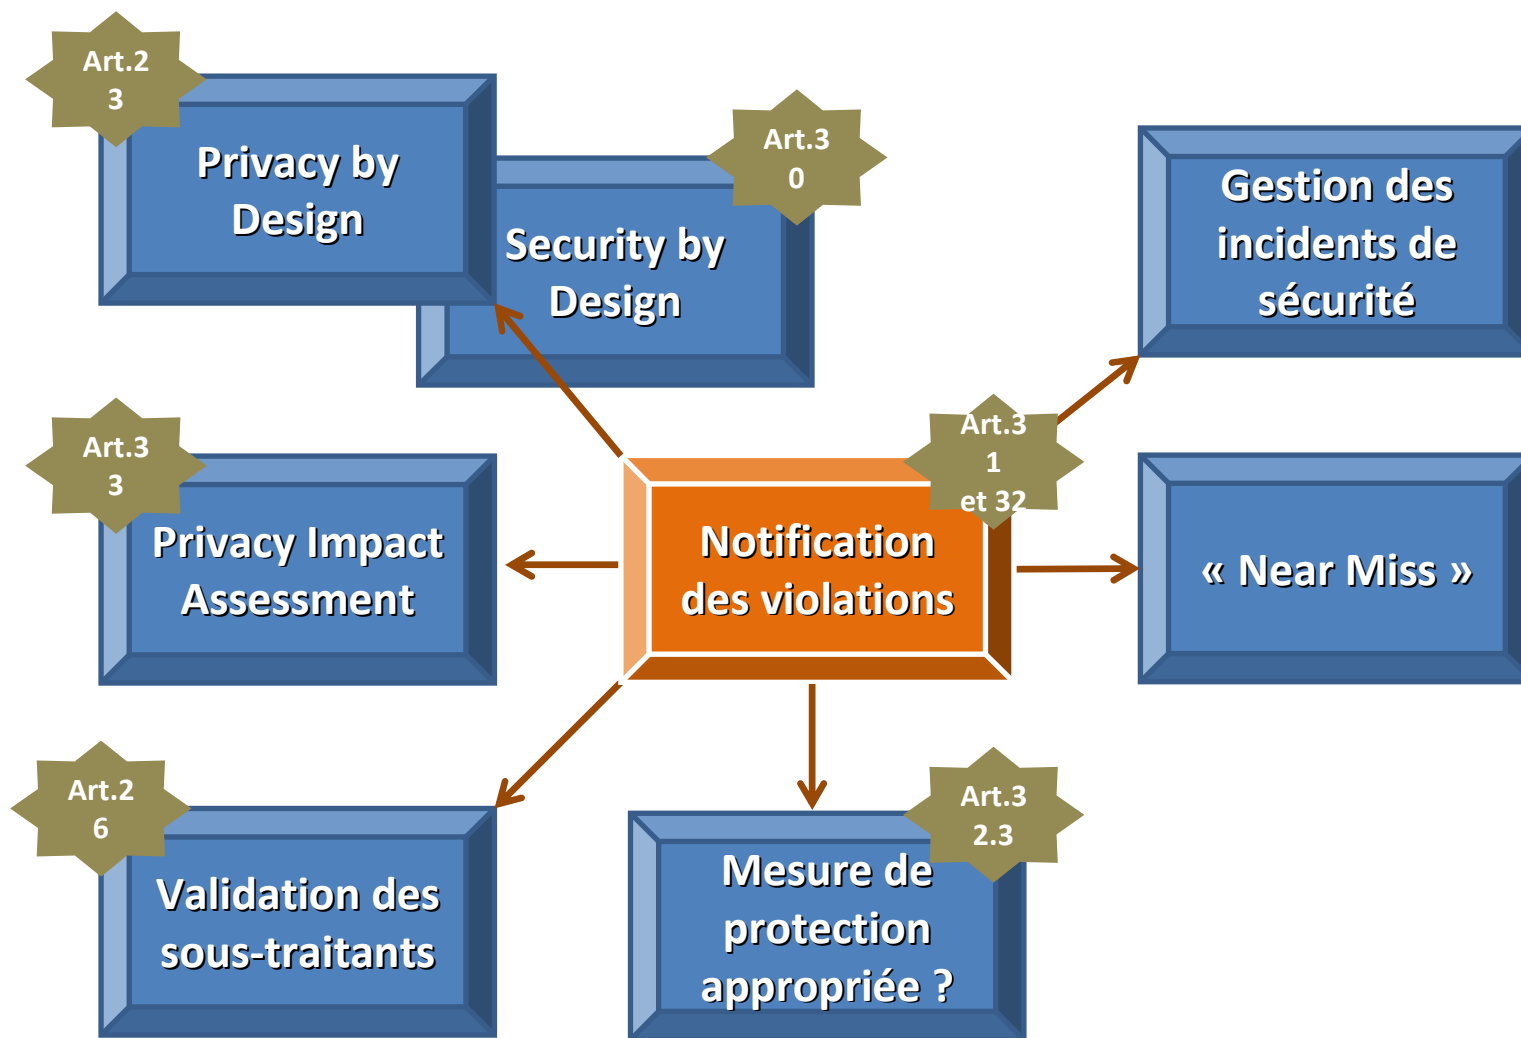 Art.2
3
Privacy by
Design
Art.3
0
Security by
Design
Gestion des
incidents de
sécurité
Art.3
3
Privacy Impact
Assessment
Art.3
1
et 32
Notification
des violations
« Near Miss »
Art.2
6
Validation des
sous-traitants
Art.3
2.3
Mesure de
protection
appropriée ?